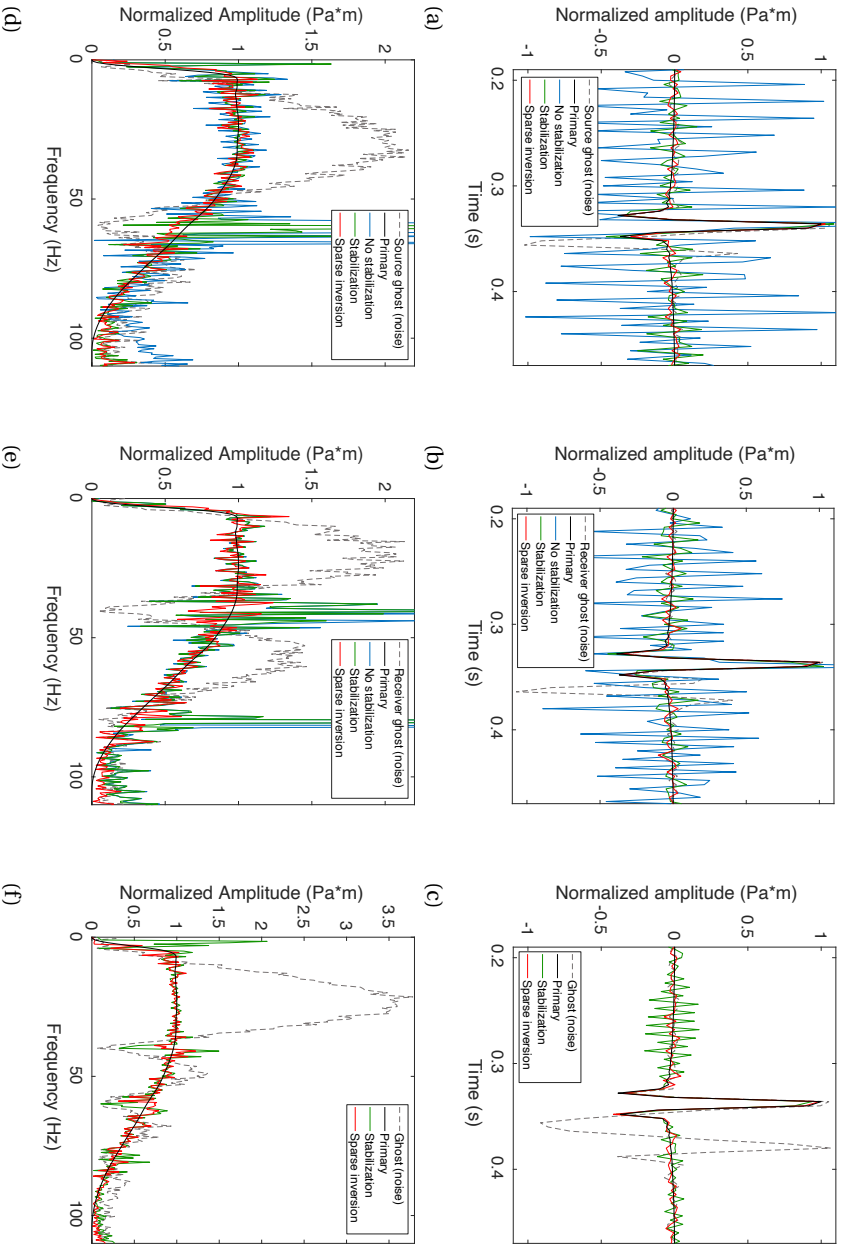 Normalized amplitude (Pa*m)
1
0.5
0
-0.5
-1
0.2
0.3
0.4
Time (s)
Source ghost (noise)
Primary
No stabilization
Stabilization
Sparse inversion
(a)
Normalized amplitude (Pa*m)
1
0.5
0
-0.5
-1
0.2
0.3
0.4
Time (s)
Receiver ghost (noise)
Primary
No stabilization
Stabilization
Sparse inversion
(b)
Normalized amplitude (Pa*m)
1
0.5
0
-0.5
-1
0.2
0.3
0.4
Time (s)
Ghost (noise)
Primary
Stabilization
Sparse inversion
(c)
Normalized Amplitude (Pa*m)
2
1.5
1
0.5
0
0
50
100
Frequency (Hz)
Source ghost (noise)
Primary
No stabilization
Stabilization
Sparse inversion
(d)
Normalized Amplitude (Pa*m)
2
1.5
1
0.5
0
0
50
100
Frequency (Hz)
Receiver ghost (noise)
Primary
No stabilization
Stabilization
Sparse inversion
(e)
Normalized Amplitude (Pa*m)
3.5
3
2.5
2
1.5
1
0.5
0
0
50
100
Frequency (Hz)
Ghost (noise)
Primary
Stabilization
Sparse inversion
(f)